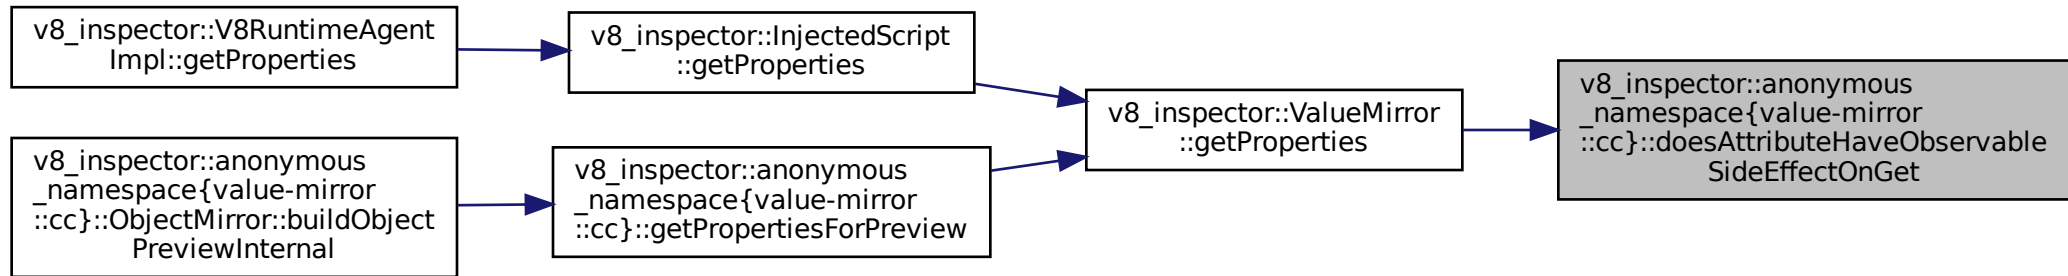 v8_inspector::V8RuntimeAgent
Impl::getProperties
v8_inspector::InjectedScript
::getProperties
v8_inspector::anonymous
_namespace{value-mirror
::cc}::ObjectMirror::buildObject
PreviewInternal
v8_inspector::anonymous
_namespace{value-mirror
::cc}::getPropertiesForPreview
v8_inspector::ValueMirror
::getProperties
v8_inspector::anonymous
_namespace{value-mirror
::cc}::doesAttributeHaveObservable
SideEffectOnGet